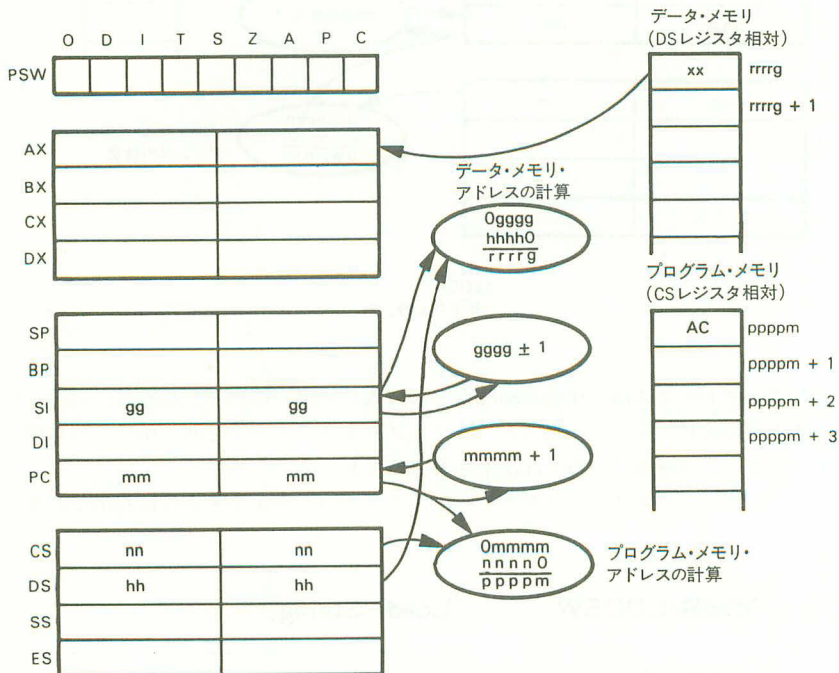 O D I T S Z A P C
PSW
データ・メモリ
(DSレジスタ相対)
xx rrrrg
rrrrg + 1
AX
BX
CX
DX
データ・メモリ・
アドレスの計算
0gggg
hhhh0
rrrrg
プログラム・メモリ
(CSレジスタ相対)
AC ppppm
ppppm + 1
ppppm + 2
ppppm + 3
SP
BP
SI gg gg
DI
PC mm mm
gggg ± 1
mmmm + 1
CS nn nn
DS hh hh
SS
ES
0mmmm
nnnn0
ppppm
プログラム・メモリ・
アドレスの計算